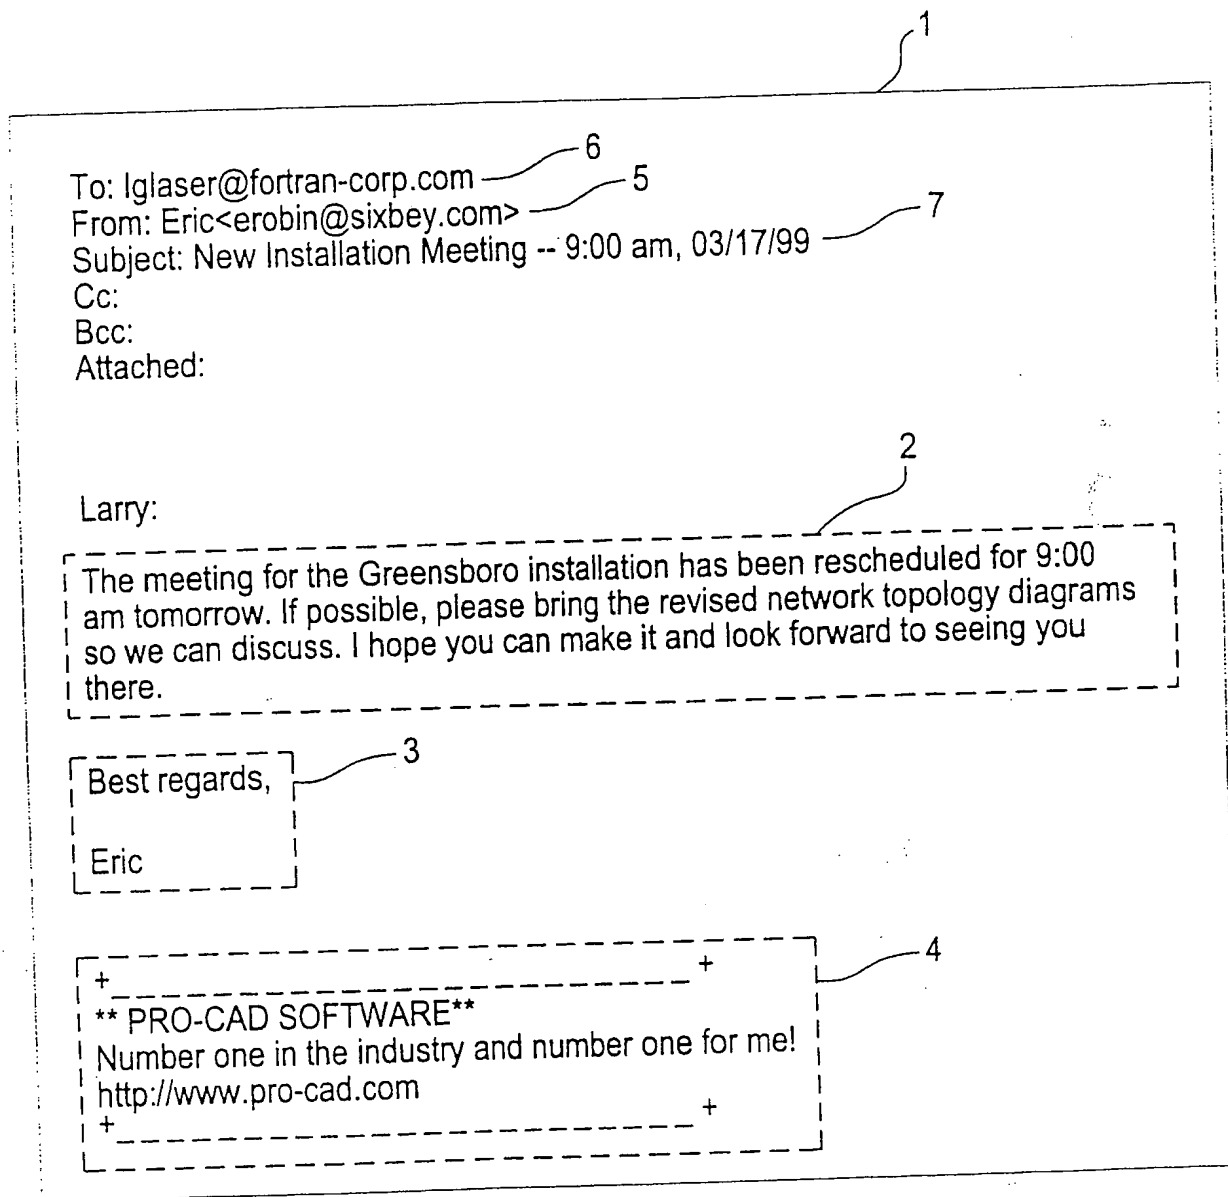 1
To: lglaser@fortran-corp.com 6
From: Eric<erobin@sixbey.com> 5
Subject: New Installation Meeting -- 9:00 am, 03/17/99 7
Cc:
Bcc:
Attached:
2
Larry:
The meeting for the Greensboro installation has been rescheduled for 9:00
am tomorrow. If possible, please bring the revised network topology diagrams
so we can discuss. I hope you can make it and look forward to seeing you
there.
3
Best regards,
Eric
4
+_ _ _ _ _ _ _ _ _ _ _ _ _ _ _ _ _ _ _ _ _ _+
** PRO-CAD SOFTWARE**
Number one in the industry and number one for me!
http://www.pro-cad.com
+_ _ _ _ _ _ _ _ _ _ _ _ _ _ _ _ _ _ _ _ _ _+